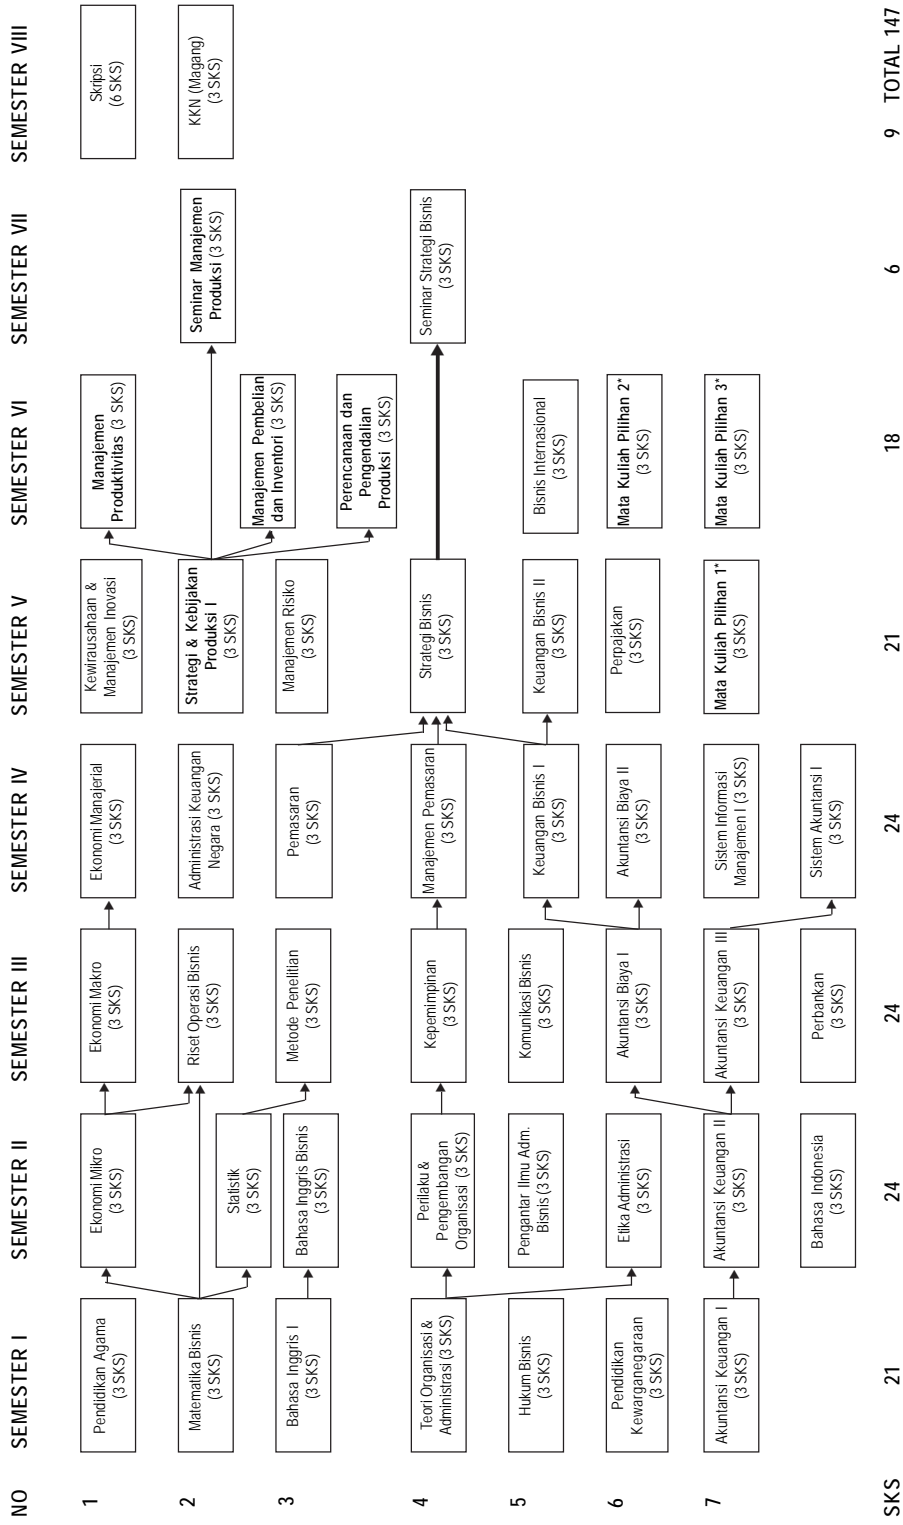 NO
SEMESTER I
SEMESTER II
SEMESTER III
SEMESTER IV
SEMESTER V
SEMESTER VI
SEMESTER VII
SEMESTER VIII
1
Pendidikan Agama
(3 SKS)
Ekonomi Mikro
(3 SKS)
Ekonomi Makro
(3 SKS)
Ekonomi Manajerial
(3 SKS)
Kewirausahaan &
Manajemen Inovasi
(3 SKS)
Manajemen
Produktivitas (3 SKS)
Skripsi
(6 SKS)
2
Matematika Bisnis
(3 SKS)
Statistik
(3 SKS)
Riset Operasi Bisnis
(3 SKS)
Administrasi Keuangan
Negara (3 SKS)
Strategi & Kebijakan
Produksi I
(3 SKS)
Manajemen Pembelian
dan Inventori (3 SKS)
Seminar Manajemen
Produksi (3 SKS)
KKN (Magang)
(3 SKS)
3
Bahasa Inggris I
(3 SKS)
Bahasa Inggris Bisnis
(3 SKS)
Metode Penelitian
(3 SKS)
Pemasaran
(3 SKS)
Manajemen Risiko
(3 SKS)
Perencanaan dan
Pengendalian
Produksi (3 SKS)
4
Teori Organisasi &
Administrasi (3 SKS)
Perilaku &
Pengembangan
Organisasi (3 SKS)
Kepemimpinan
(3 SKS)
Manajemen Pemasaran
(3 SKS)
Strategi Bisnis
(3 SKS)
Seminar Strategi Bisnis
(3 SKS)
5
Hukum Bisnis
(3 SKS)
Pengantar Ilmu Adm.
Bisnis (3 SKS)
Komunikasi Bisnis
(3 SKS)
Keuangan Bisnis I
(3 SKS)
Keuangan Bisnis II
(3 SKS)
Bisnis Internasional
(3 SKS)
6
Pendidikan
Kewarganegaraan
(3 SKS)
Etika Administrasi
(3 SKS)
Akuntansi Biaya I
(3 SKS)
Akuntansi Biaya II
(3 SKS)
Perpajakan
(3 SKS)
Mata Kuliah Pilihan 2*
(3 SKS)
7
Akuntansi Keuangan I
(3 SKS)
Akuntansi Keuangan II
(3 SKS)
Akuntansi Keuangan III
(3 SKS)
Sistem Informasi
Manajemen I (3 SKS)
Mata Kuliah Pilihan 1*
(3 SKS)
Mata Kuliah Pilihan 3*
(3 SKS)
Bahasa Indonesia
(3 SKS)
Perbankan
(3 SKS)
Sistem Akuntansi I
(3 SKS)
SKS
21
24
24
24
21
18
6
9
TOTAL 147